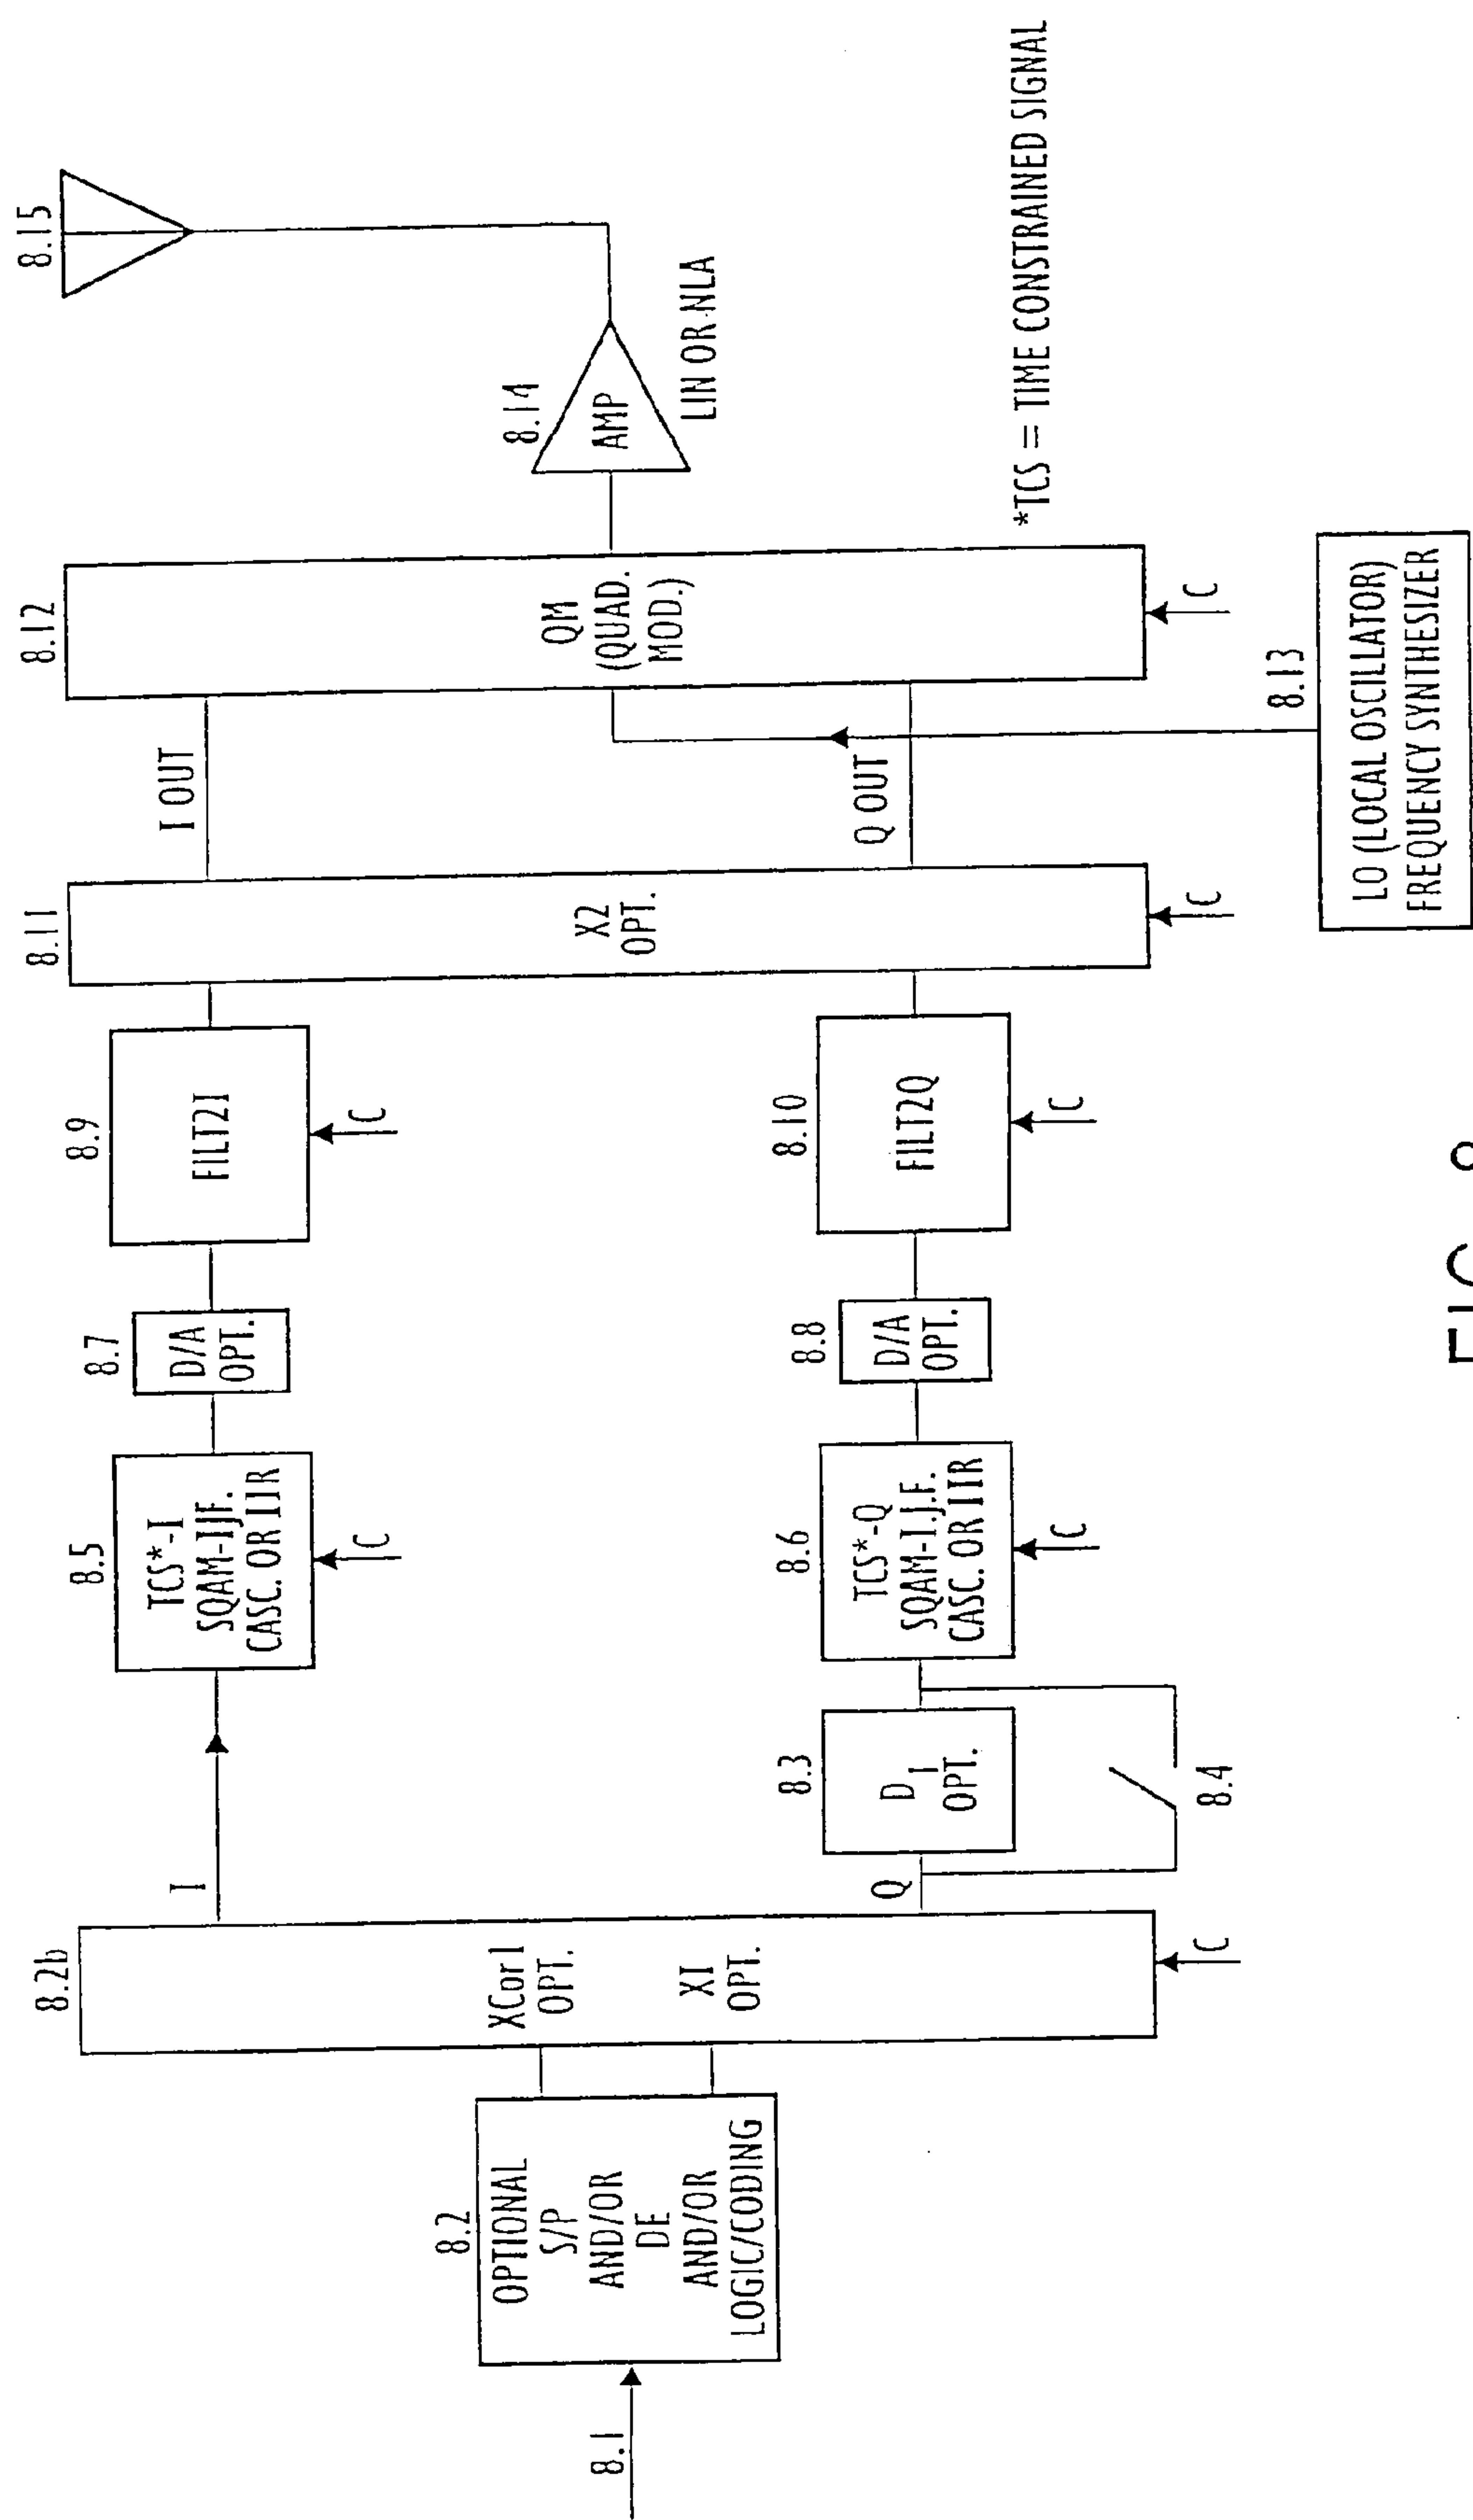 8.1
8.2
OPTIONAL
S/P
AND/OR
DE
AND/OR
LOGIC/CODING
8.2b
XCor1
OPT.
X1
OPT.
C
I
Q
8.3
D1
OPT.
8.4
8.5
TCS*-I
SQAM-IJF.
CASC. OR IIR
C
8.6
TCS*-Q
SQAM-I.J.F.
CASC. OR IIR
C
8.7
D/A
OPT.
8.8
D/A
OPT.
8.9
FILT2I
C
8.10
FILT2Q
C
8.11
X2
OPT.
C
I OUT
Q OUT
8.12
QM
(QUAD.
MOD.)
C
8.13
LO (LOCAL OSCILLATOR)
FREQUENCY SYNTHESIZER
8.14
AMP
LIN OR NLA
8.15
*TCS = TIME CONSTRAINED SIGNAL